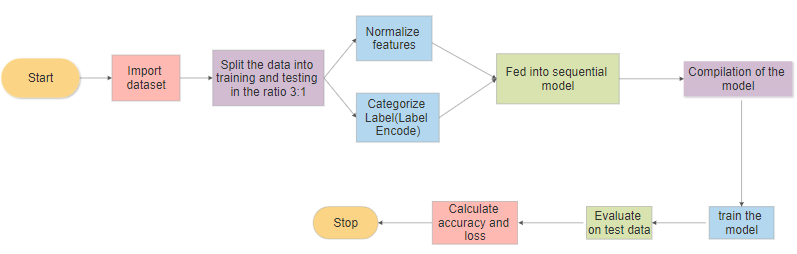 Start
Import
dataset
Split the data into
training and testing
in the ratio 3:1
Normalize
features
Categorize
Label(Label
Encode)
Fed into sequential
model
Compilation of the
model
train the
model
Evaluate
on test data
Calculate
accuracy and
loss
Stop